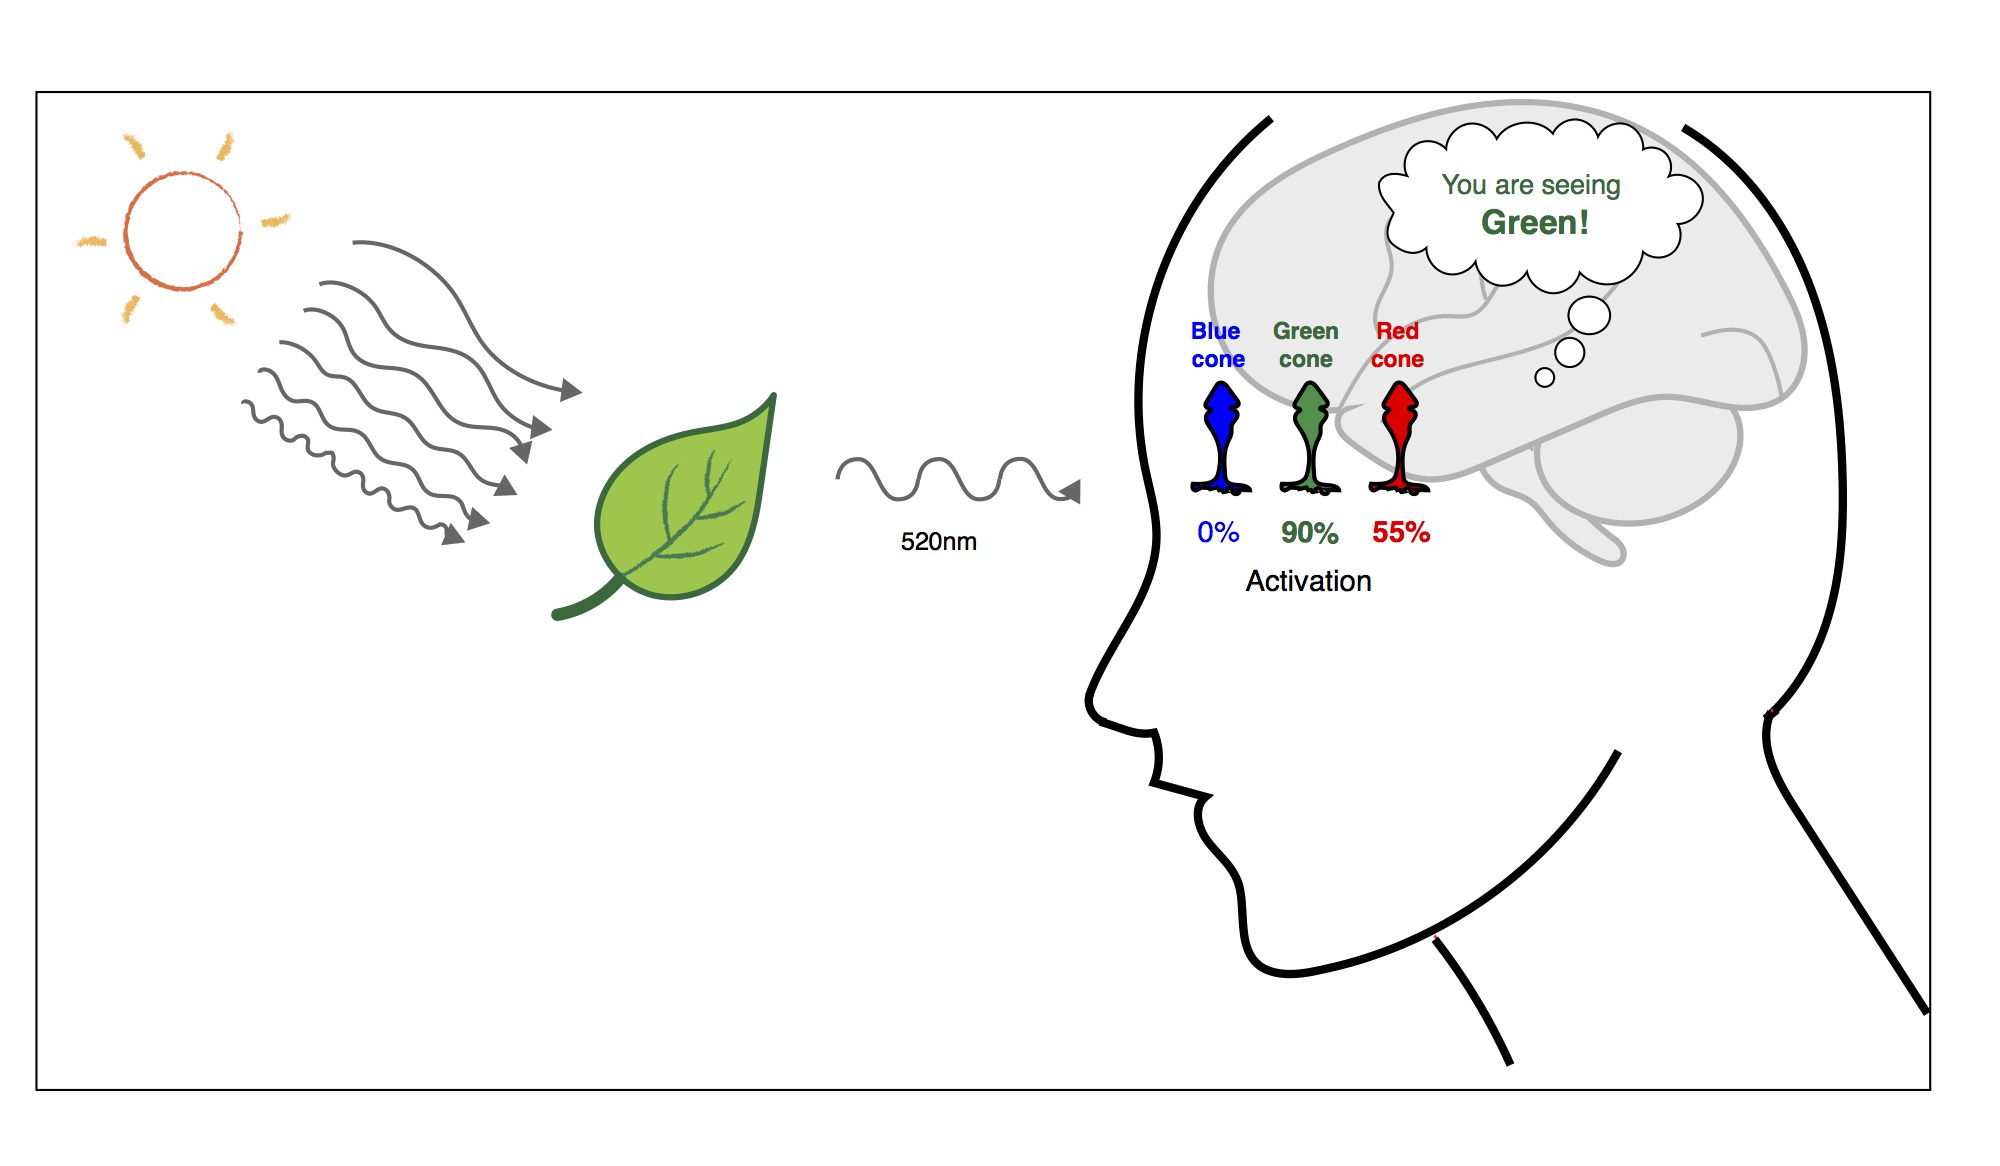 You are seeing
Green!
Blue cone
Green cone
Red cone
0%
90%
55%
Activation
520nm